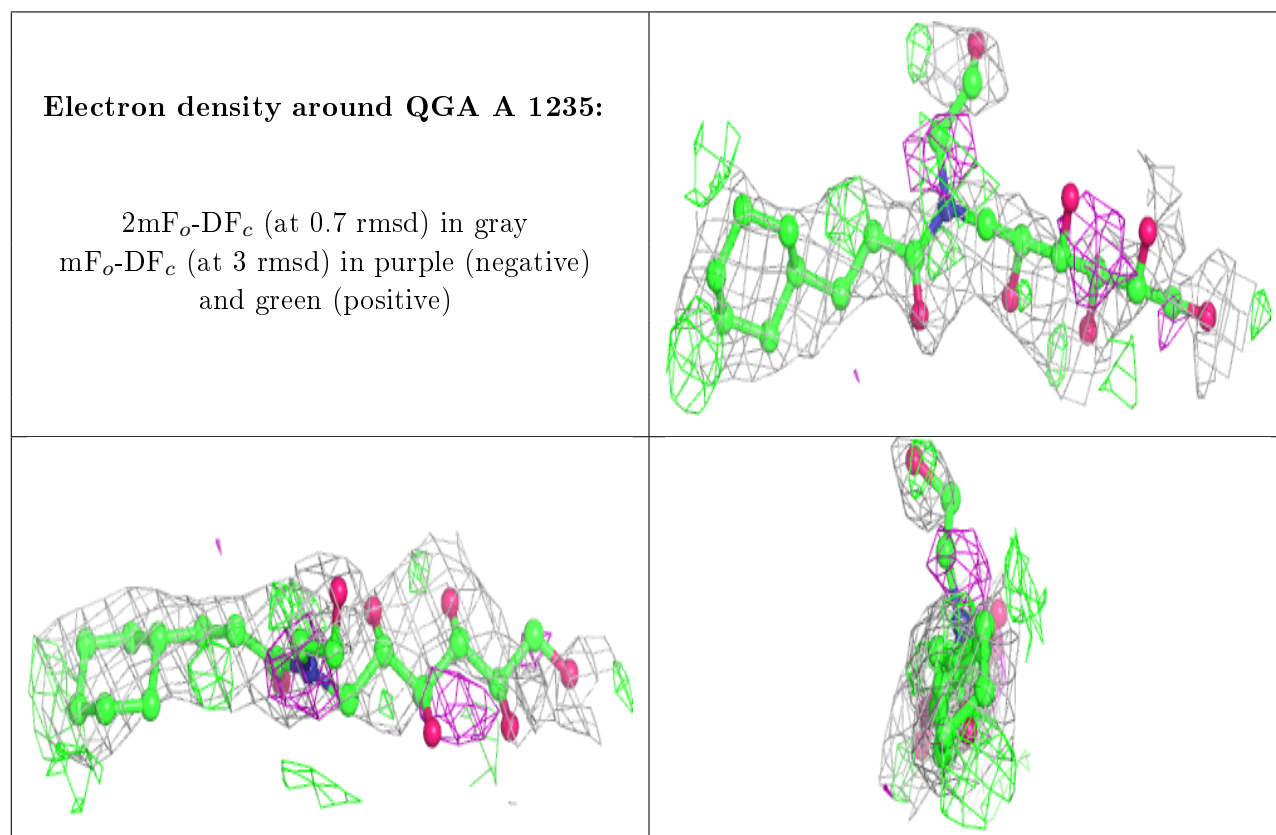 Electron density around QGA A 1235:
2mFo-DFc (at 0.7 rmsd) in gray
mFo-DFc (at 3 rmsd) in purple (negative)
and green (positive)